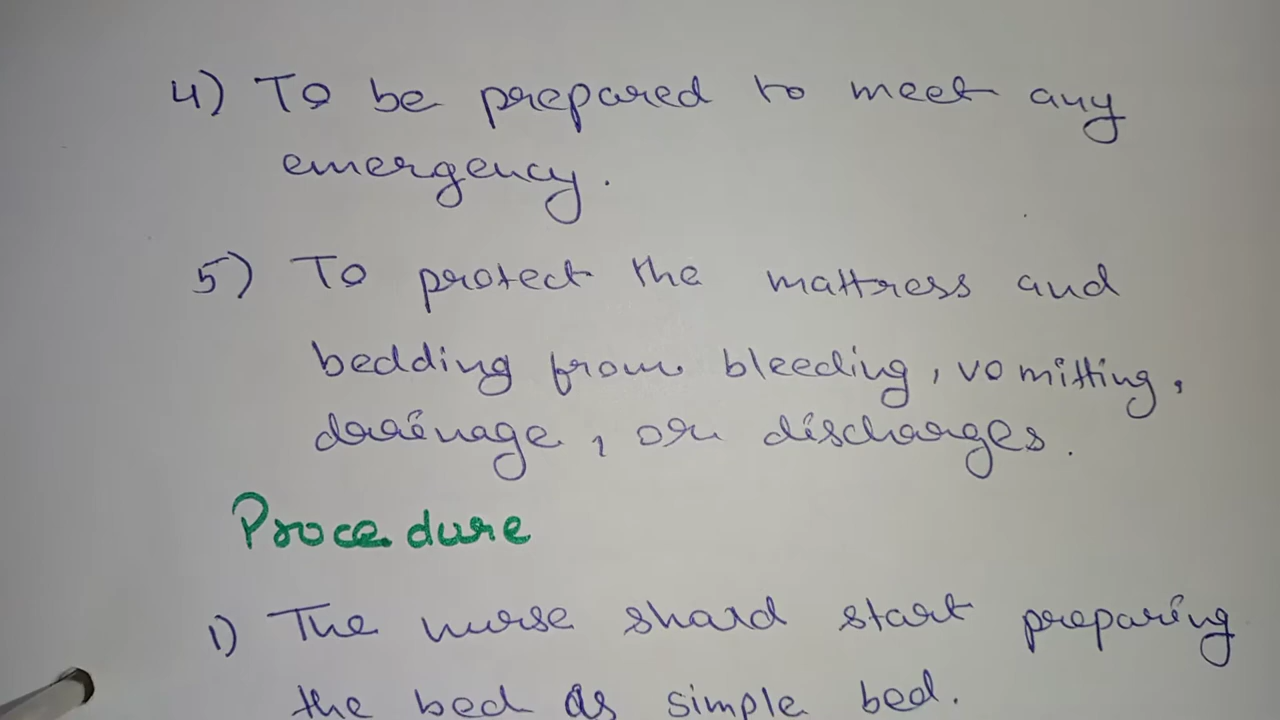 4) To be prepared to meet any
emergency.
5) To protect the mattress and
bedding from bleeding, vomitting,
drainage, or discharges.
Procedure
1) The nurse shard start preparing
the bed as simple bed.